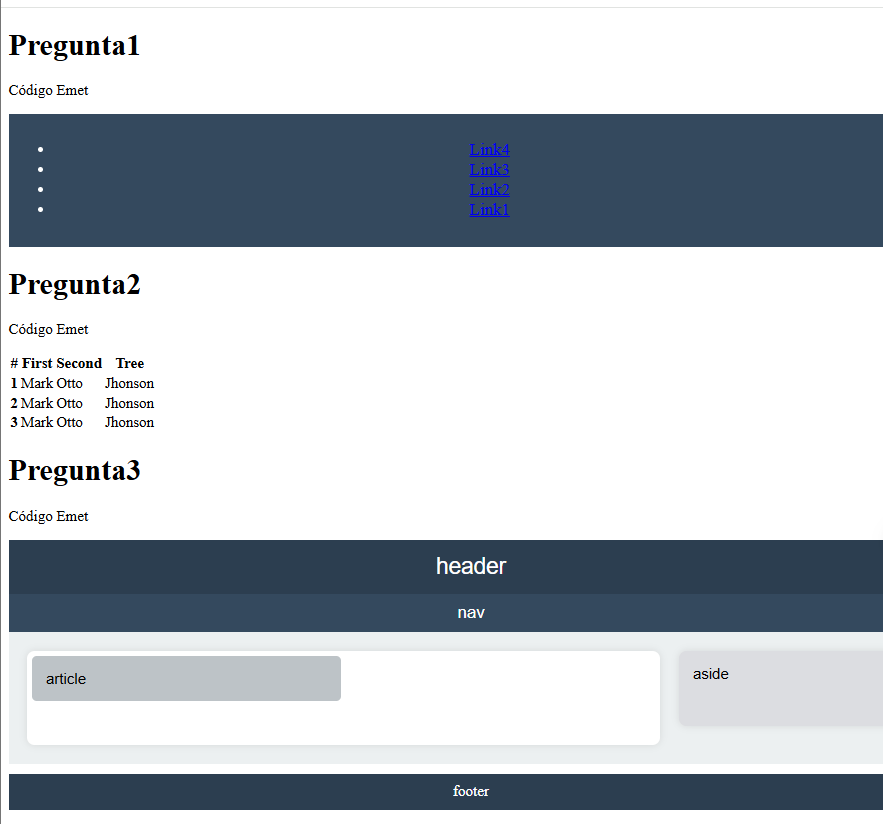 Pregunta1
Código Emet
Link4
Link3
Link2
Link1
Pregunta2
Código Emet
# First Second Tree
1 Mark Otto Jhonson
2 Mark Otto Jhonson
3 Mark Otto Jhonson
Pregunta3
Código Emet
header
nav
article
aside
footer